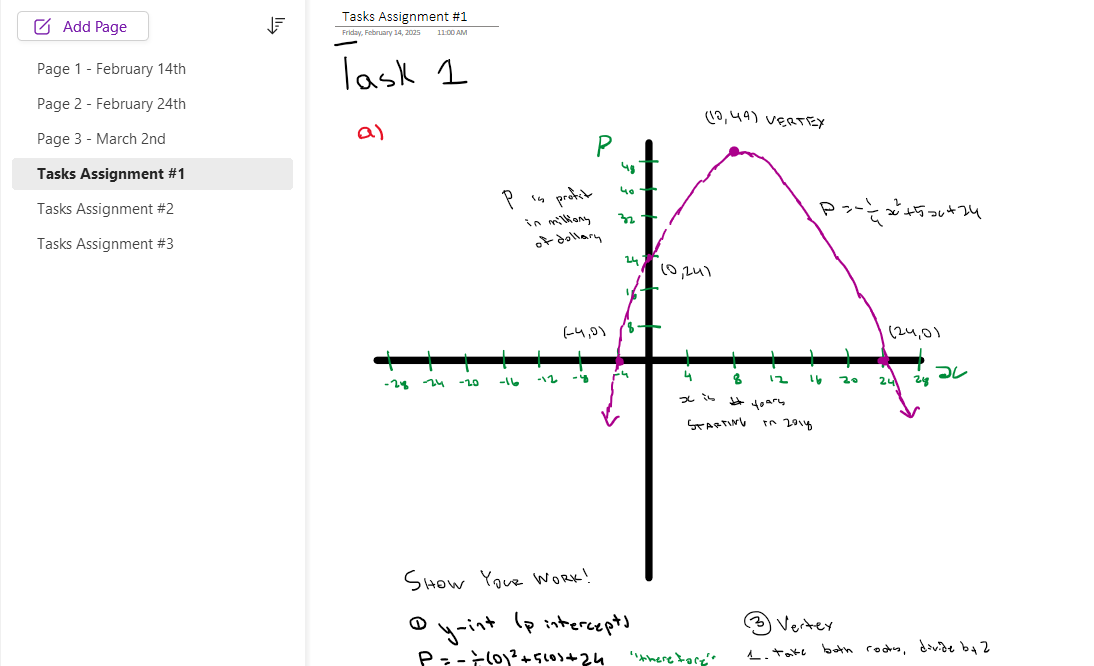 Add Page
Page 1 - February 14th
Page 2 - February 24th
Page 3 - March 2nd
Tasks Assignment #1
Tasks Assignment #2
Tasks Assignment #3
Tasks Assignment #1
Friday, February 14, 2025 11:00 AM
Task 1
a)
(10,49) VERTEX
P
48
40
32
24
16
8
P is profit
in millions
of dollars
P = -1/4 x² + 5x + 24
(0,24)
(-4,0)
(24,0)
-28 -24 -20 -16 -12 -8 -4 4 8 12 16 20 24 28 x
x is # years
STARTING in 2018
SHOW YOUR WORK!
① y-int (p intercept)
P = -1/4(0)² + 5(0) + 24 "therefore"
③ Vertex
1. take both roots, divide by 2